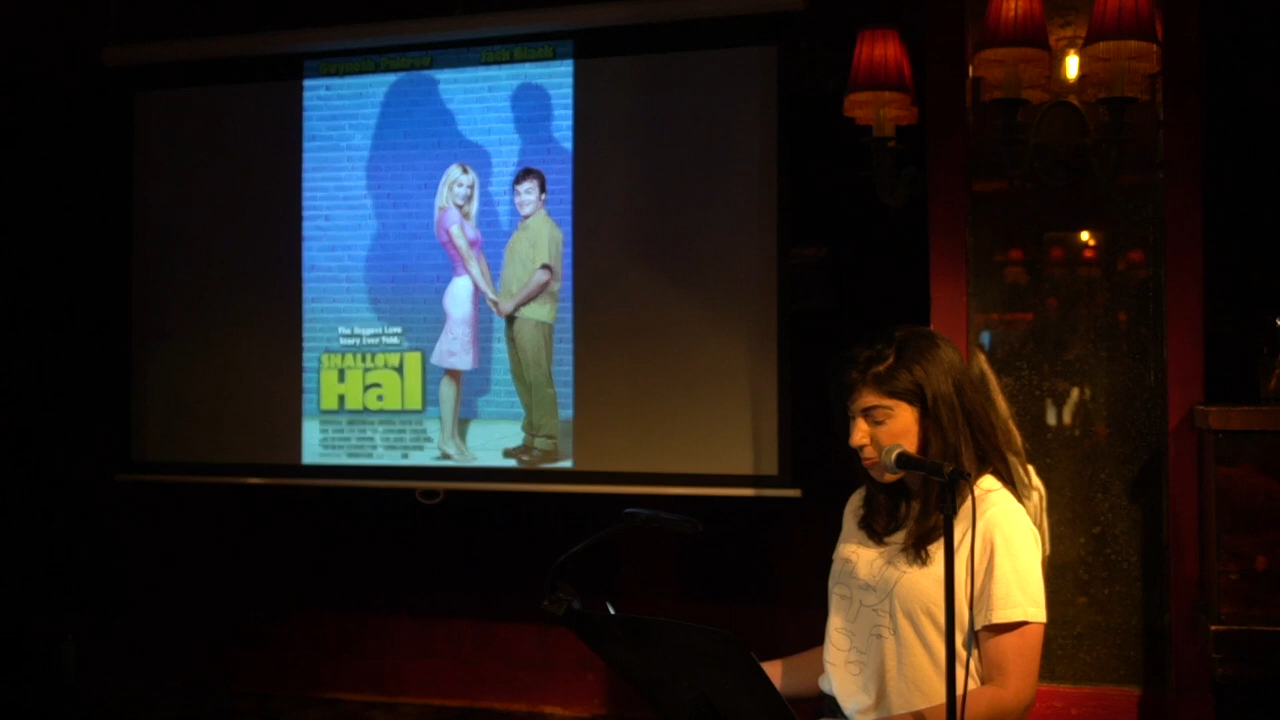 Gwyneth Paltrow Jack Black
The Biggest Love
Story Ever Told.
SHALLOW
Hal